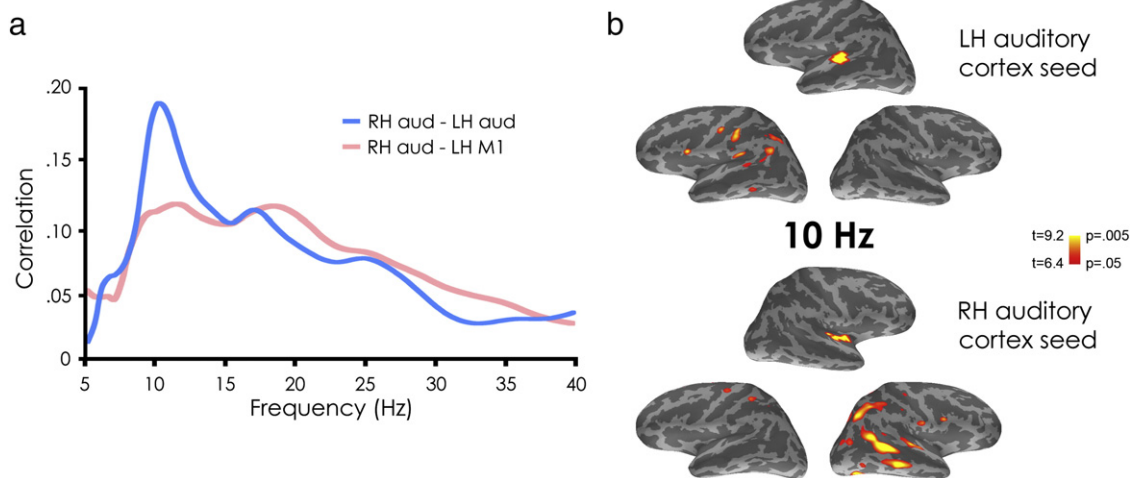 a
Correlation
.20
.15
.10
.05
0
5 10 15 20 25 30 35 40
Frequency (Hz)
RH aud - LH aud
RH aud - LH M1
b
LH auditory
cortex seed
10 Hz
t=9.2 p=.005
t=6.4 p=.05
RH auditory
cortex seed